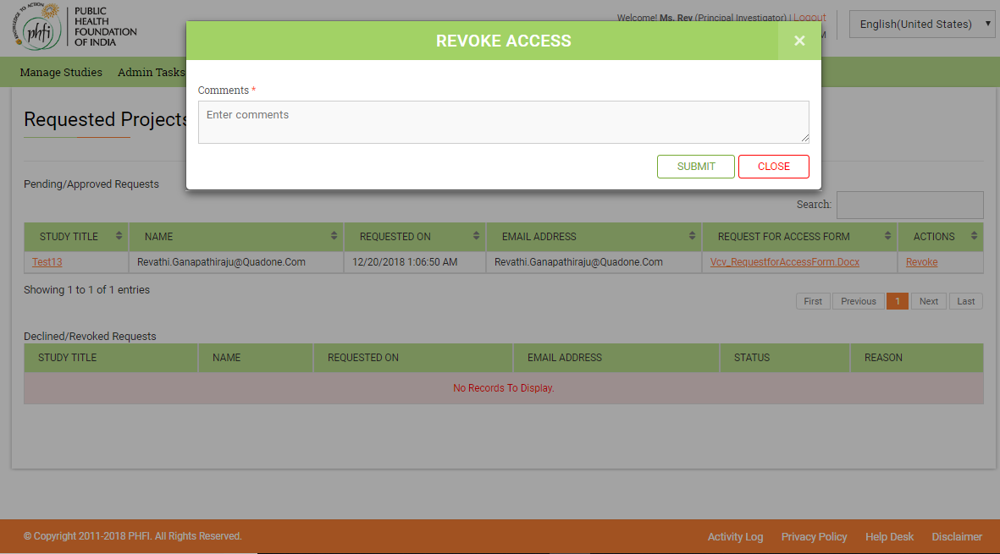 KNOWLEDGE TO ACTION
phfi
PUBLIC
HEALTH
FOUNDATION
OF INDIA
Welcome! Ms. Rev (Principal Investigator) | Logout
M
English(United States)
REVOKE ACCESS
Manage Studies Admin Tasks
Comments *
Enter comments
SUBMIT CLOSE
Requested Projects
Pending/Approved Requests
Search:
STUDY TITLE NAME REQUESTED ON EMAIL ADDRESS REQUEST FOR ACCESS FORM ACTIONS
Test13 Revathi.Ganapathiraju@Quadone.Com 12/20/2018 1:06:50 AM Revathi.Ganapathiraju@Quadone.Com Vcv_RequestforAccessForm.Docx Revoke
Showing 1 to 1 of 1 entries
First Previous 1 Next Last
Declined/Revoked Requests
STUDY TITLE NAME REQUESTED ON EMAIL ADDRESS STATUS REASON
No Records To Display.
© Copyright 2011-2018 PHFI. All Rights Reserved.
Activity Log Privacy Policy Help Desk Disclaimer